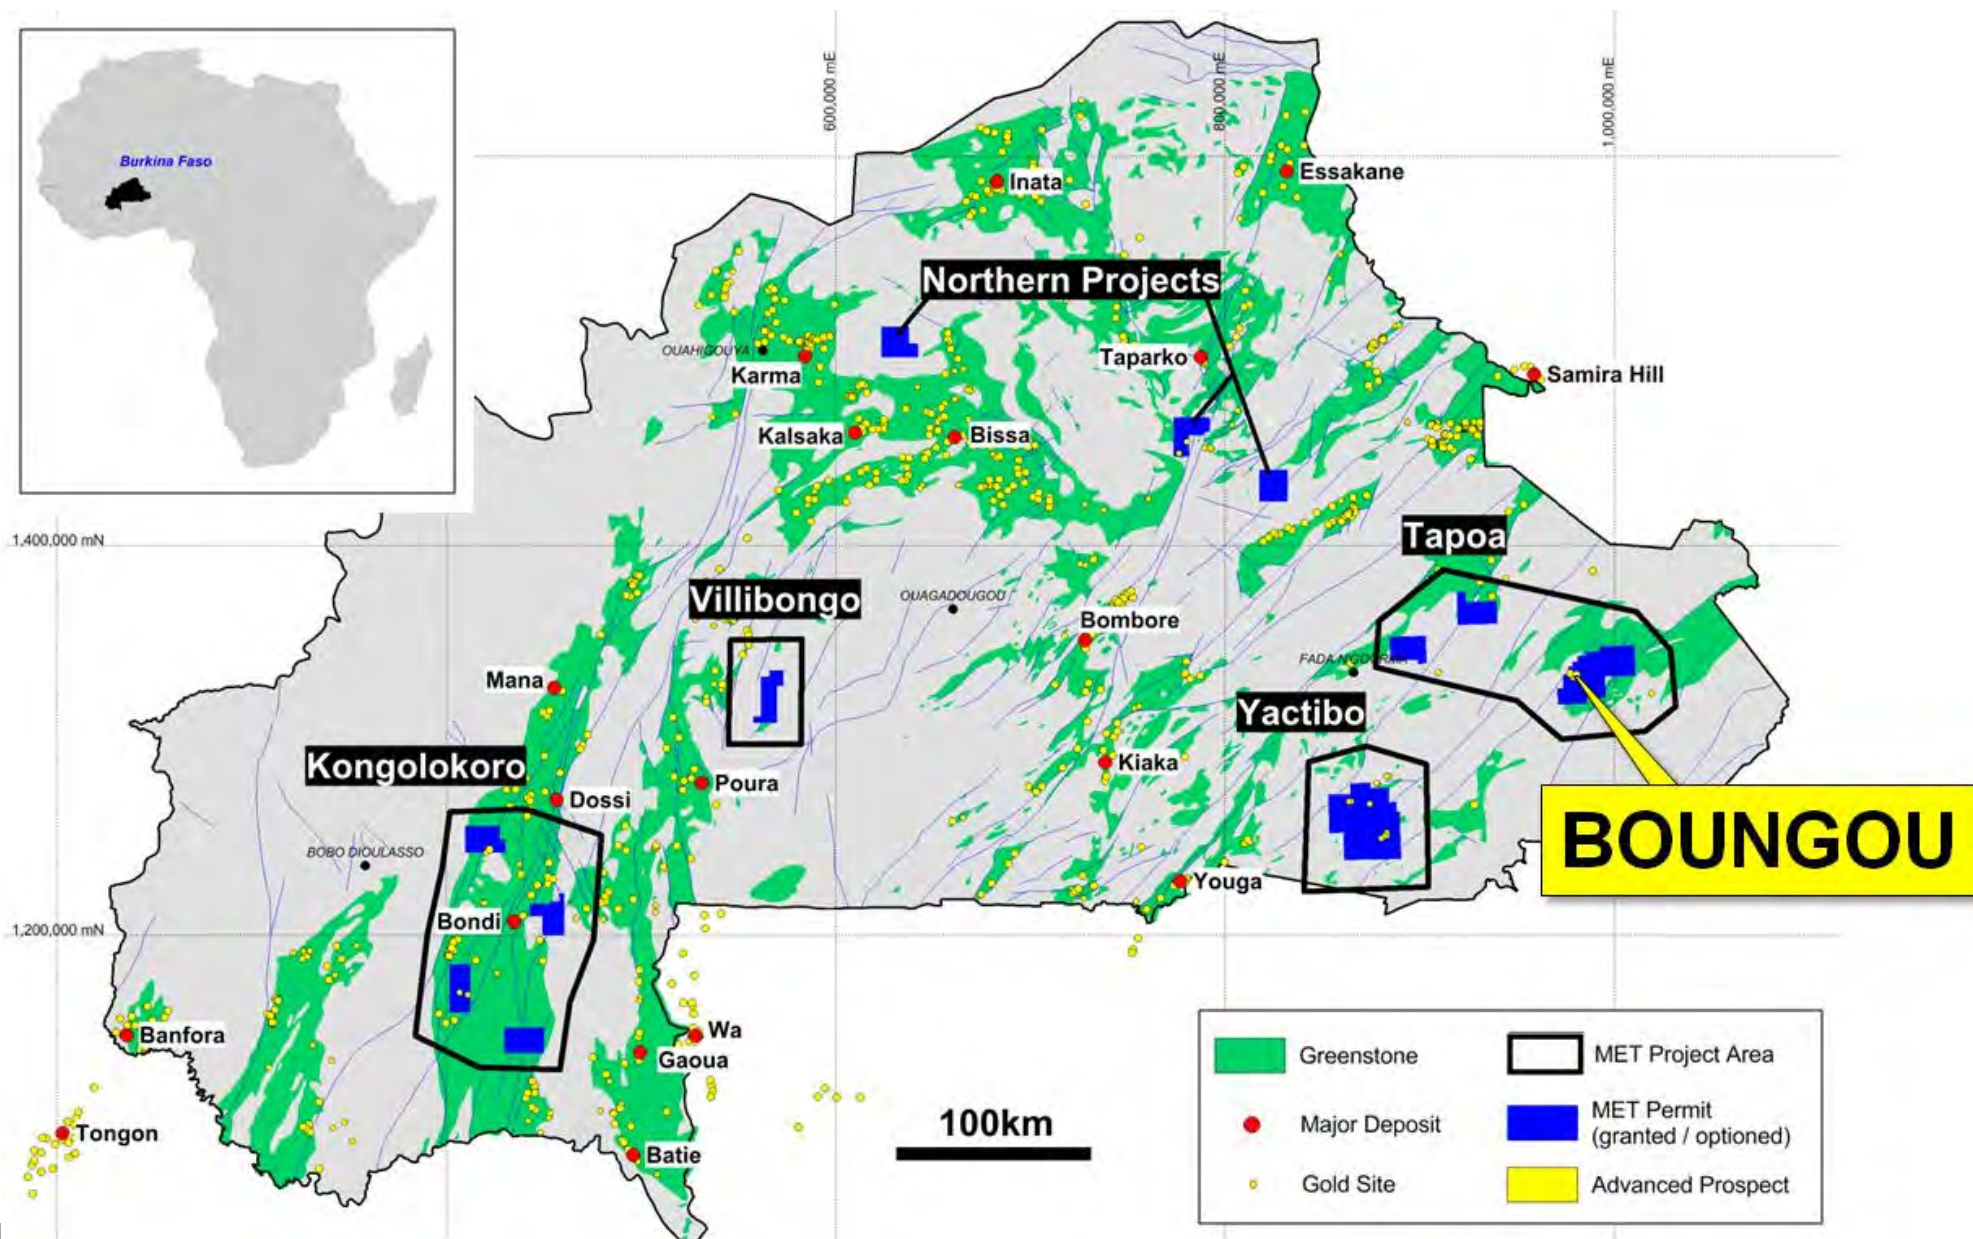 Burkina Faso
600,000 mE
800,000 mE
1,000,000 mE
Inata
Essakane
Northern Projects
OUAHIGOUYA
Karma
Taparko
Samira Hill
Kalsaka
Bissa
1,400,000 mN
Tapoa
Villibongo
OUAGADOUGOU
Bombore
FADA N'GOURMA
Mana
Yactibo
Kongolokoro
Poura
Kiaka
Dossi
BOUNGOU
BOBO DIOULASSO
Youga
Bondi
1,200,000 mN
Banfora
Wa
Gaoua
Tongon
Batie
100km
Greenstone
MET Project Area
Major Deposit
MET Permit
(granted / optioned)
Gold Site
Advanced Prospect